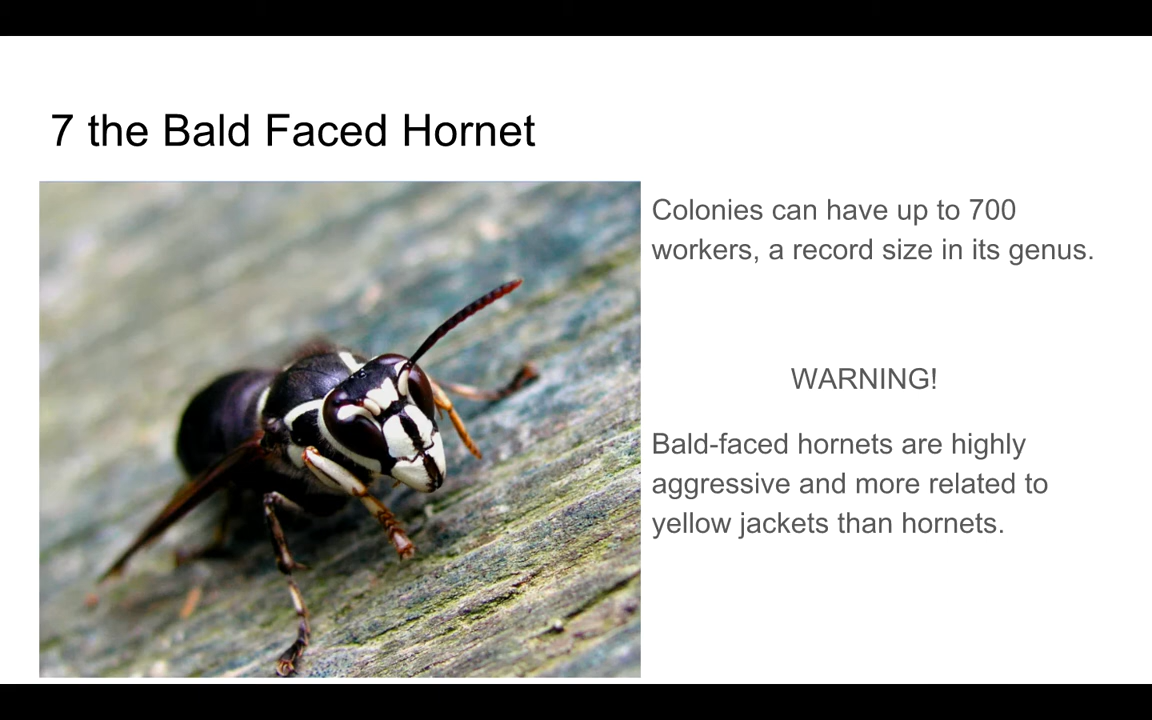 7 the Bald Faced Hornet
Colonies can have up to 700
workers, a record size in its genus.
WARNING!
Bald-faced hornets are highly
aggressive and more related to
yellow jackets than hornets.